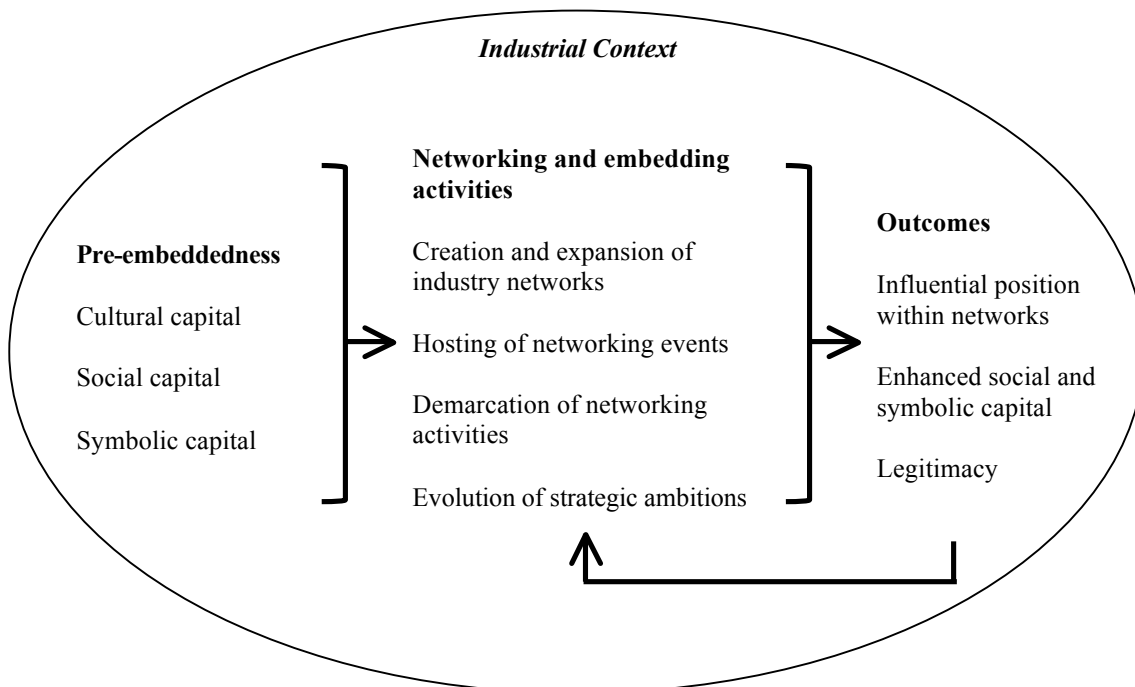 Industrial Context
Pre-embeddedness
Cultural capital
Social capital
Symbolic capital
Networking and embedding
activities
Creation and expansion of
industry networks
Hosting of networking events
Demarcation of networking
activities
Evolution of strategic ambitions
Outcomes
Influential position
within networks
Enhanced social and
symbolic capital
Legitimacy